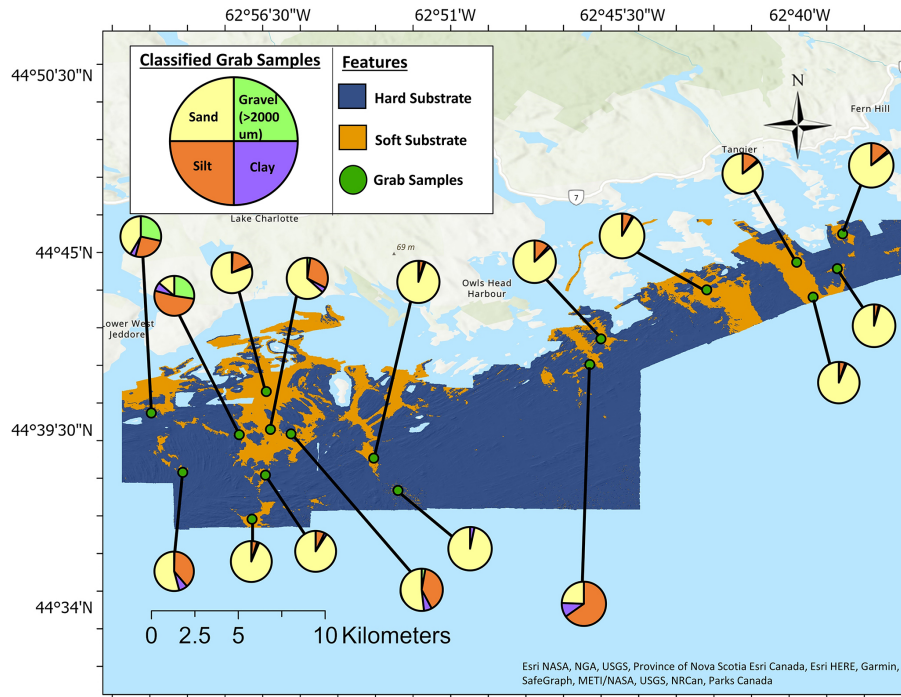 62°56'30"W 62°51'W 62°45'30"W 62°40'W
44°50'30"N
44°45'N
44°39'30"N
44°34'N
Classified Grab Samples
Sand
Gravel
(>2000
um)
Silt
Clay
Features
Hard Substrate
Soft Substrate
Grab Samples
N
Fern Hill
Tangier
7
Lake Charlotte
69 m
Owls Head
Harbour
Lower West
Jeddore
0 2.5 5 10 Kilometers
Esri NASA, NGA, USGS, Province of Nova Scotia Esri Canada, Esri HERE, Garmin,
SafeGraph, METI/NASA, USGS, NRCan, Parks Canada